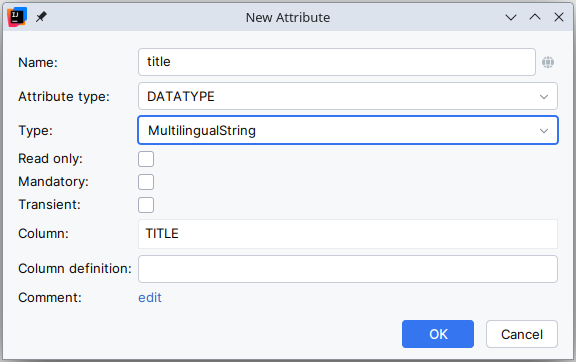 New Attribute
Name: title
Attribute type: DATATYPE
Type: MultilingualString
Read only:
Mandatory:
Transient:
Column: TITLE
Column definition:
Comment: edit
OK Cancel